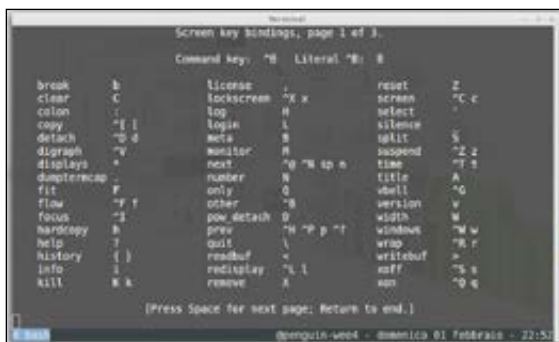 Terminal
Screen key bindings, page 1 of 3.
Command key: ^B Literal ^B: B
break b license , reset Z
clear C lockscreen ^X x screen ^C c
colon : log H select '
copy ^[ [ login L silence
detach ^D d meta B split S
digraph ^V monitor M suspend ^Z z
displays * next ^@ ^N sp n time ^T t
dumptermcap . number N title A
fit F only Q vbell ^G
flow ^F f other ^B version v
focus ^I pow_detach D width W
hardcopy h prev ^H ^P p ^? windows ^W w
help ? quit \ wrap ^R r
history { } readbuf < writebuf >
info i redisplay ^L l xoff ^S s
kill K k remove X xon ^Q q
[Press Space for next page; Return to end.]
bash @penguin-wee4 - domenica 01 febbraio - 22:52